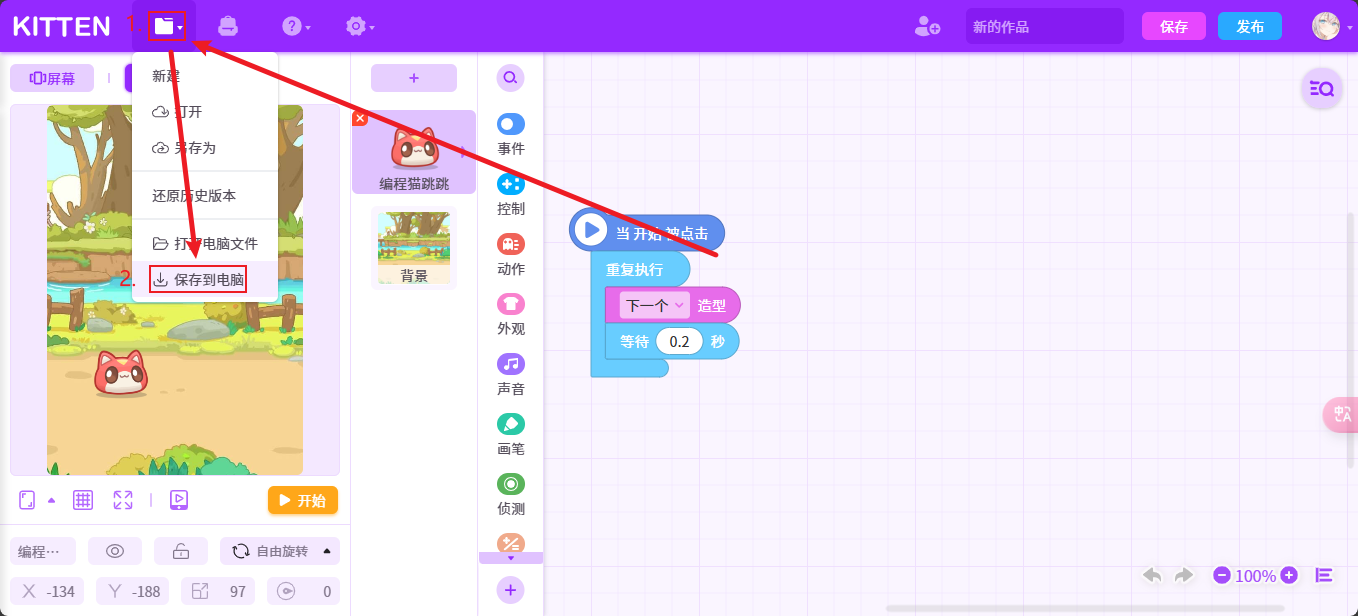 KITTEN
1.
新的作品
保存
发布
屏幕
新建
打开
另存为
还原历史版本
打开电脑文件
2.
保存到电脑
+
编程猫跳跳
背景
事件
控制
动作
外观
声音
画笔
侦测
+
当 开始 被点击
重复执行
下一个 造型
等待 0.2 秒
中A
开始
编程…
自由旋转
X -134
Y -188
97
0
100%